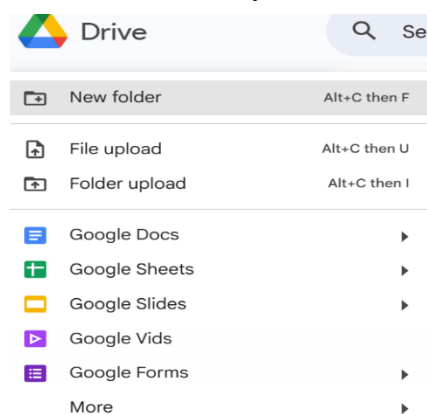 Drive Se
New folder Alt+C then F
File upload Alt+C then U
Folder upload Alt+C then I
Google Docs
Google Sheets
Google Slides
Google Vids
Google Forms
More